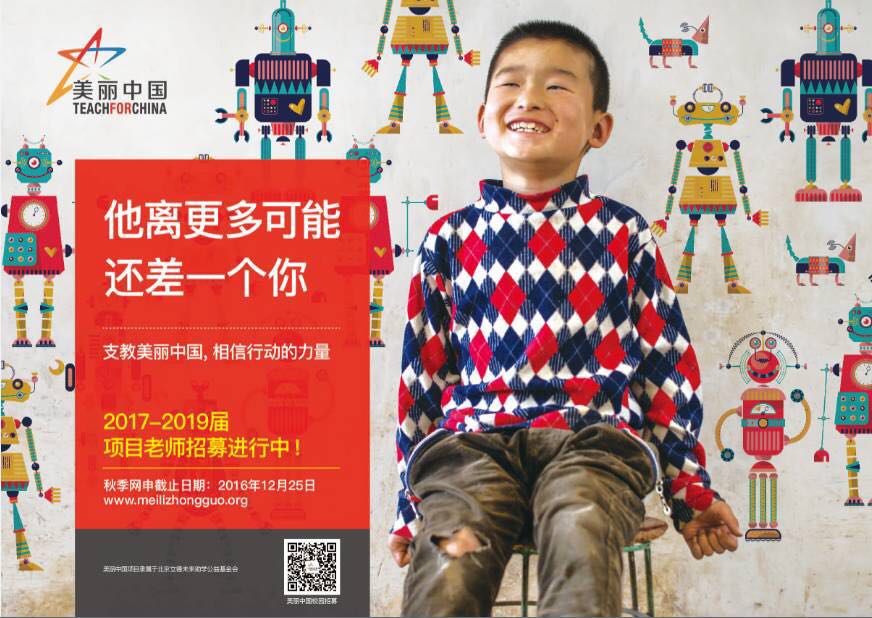 美丽中国
TEACHFORCHINA
他离更多可能
还差一个你
支教美丽中国, 相信行动的力量
2017-2019届
项目老师招募进行中！
秋季网申截止日期：2016年12月25日
www.meilizhongguo.org
美丽中国项目隶属于北京立德未来助学公益基金会
美丽中国校园招募